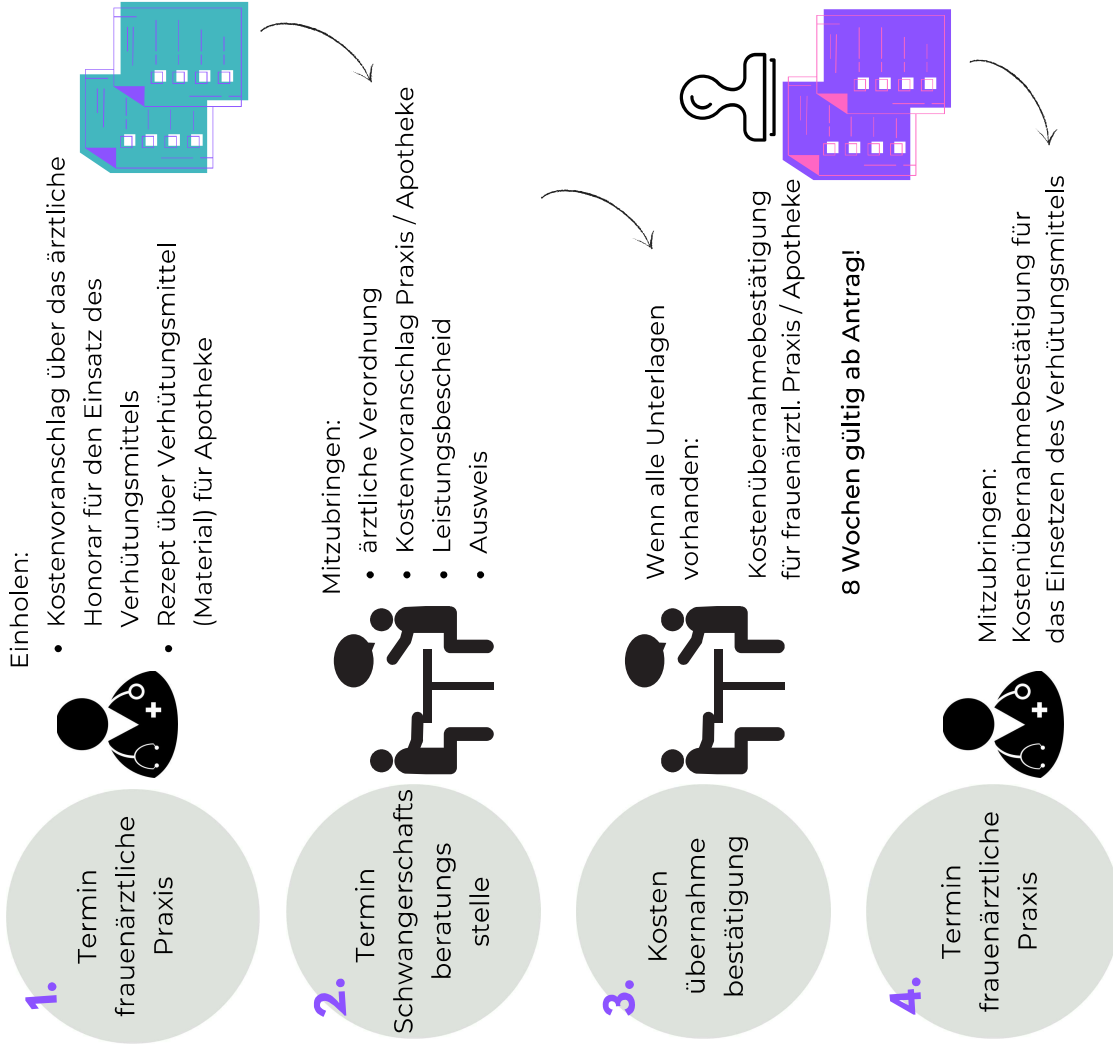 1.
Termin
frauenärztliche
Praxis
Einholen:
• Kostenvoranschlag über das ärztliche
Honorar für den Einsatz des
Verhütungsmittels
• Rezept über Verhütungsmittel
(Material) für Apotheke
2.
Termin
Schwangerschafts
beratungs
stelle
Mitzubringen:
• ärztliche Verordnung
• Kostenvoranschlag Praxis / Apotheke
• Leistungsbescheid
• Ausweis
3.
Kosten
übernahme
bestätigung
Wenn alle Unterlagen
vorhanden:
Kostenübernahmebestätigung
für frauenärztl. Praxis / Apotheke
8 Wochen gültig ab Antrag!
4.
Termin
frauenärztliche
Praxis
Mitzubringen:
Kostenübernahmebestätigung für
das Einsetzen des Verhütungsmittels